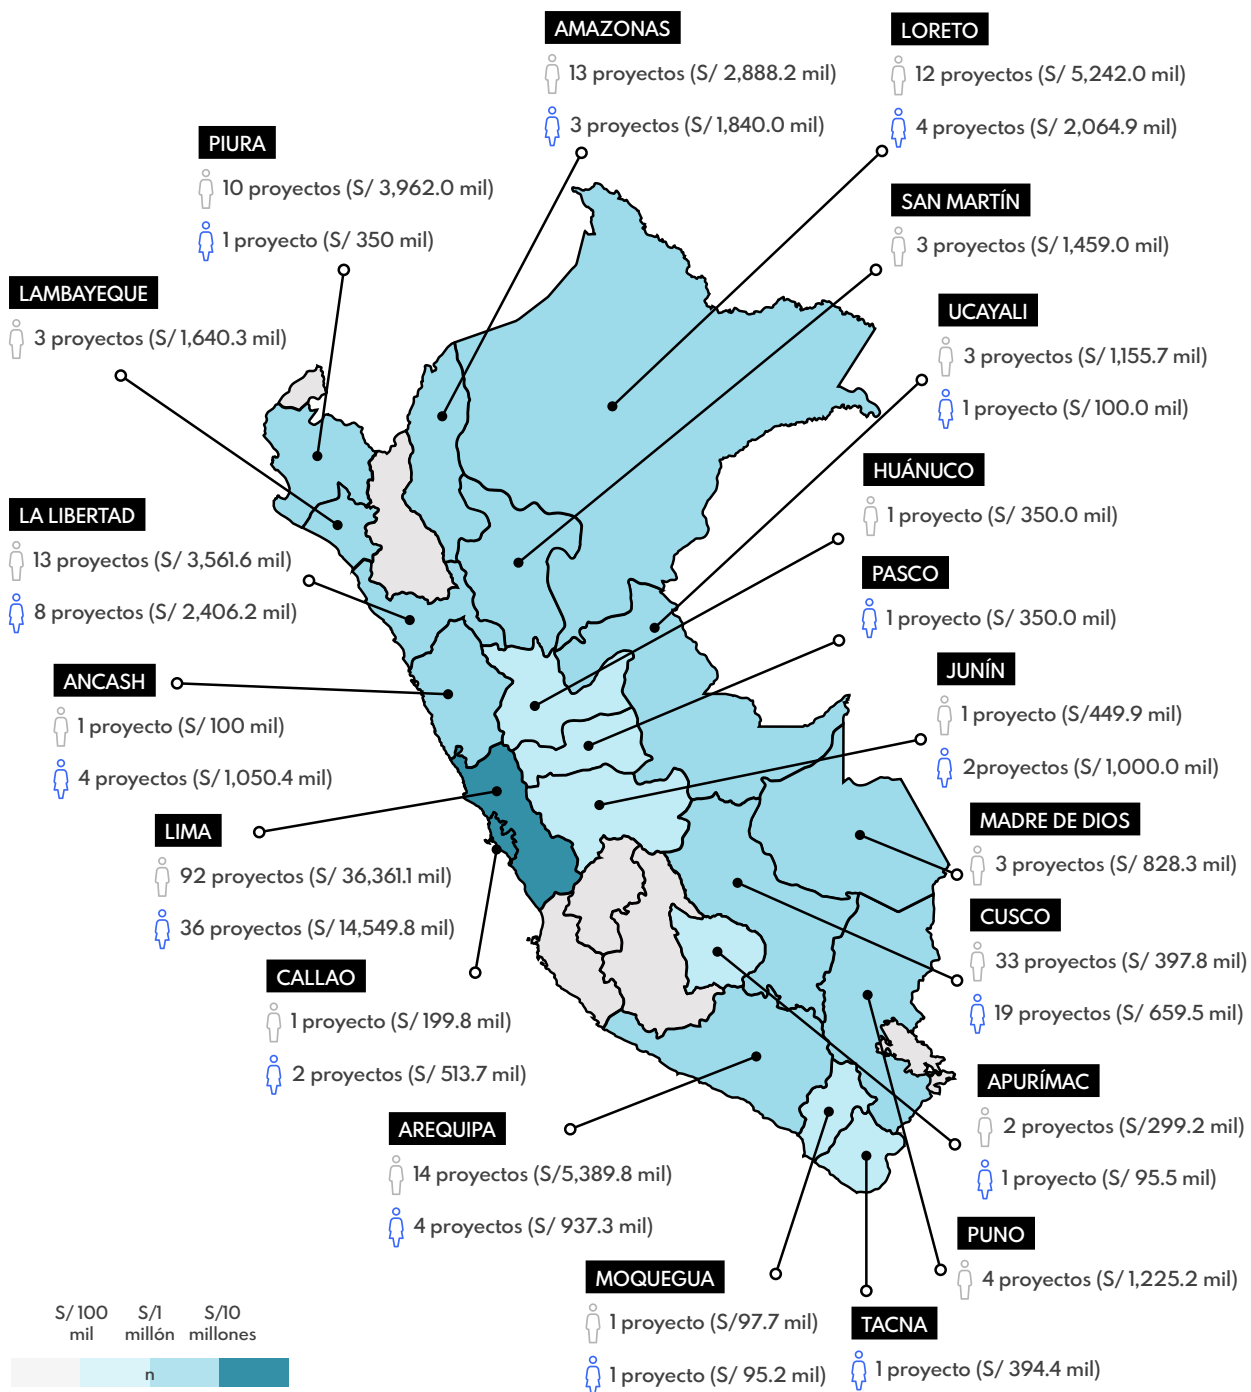 AMAZONAS
13 proyectos (S/ 2,888.2 mil)
3 proyectos (S/ 1,840.0 mil)
LORETO
12 proyectos (S/ 5,242.0 mil)
4 proyectos (S/ 2,064.9 mil)
PIURA
10 proyectos (S/ 3,962.0 mil)
1 proyecto (S/ 350 mil)
SAN MARTÍN
3 proyectos (S/ 1,459.0 mil)
LAMBAYEQUE
3 proyectos (S/ 1,640.3 mil)
UCAYALI
3 proyectos (S/ 1,155.7 mil)
1 proyecto (S/ 100.0 mil)
HUÁNUCO
1 proyecto (S/ 350.0 mil)
LA LIBERTAD
13 proyectos (S/ 3,561.6 mil)
8 proyectos (S/ 2,406.2 mil)
PASCO
1 proyecto (S/ 350.0 mil)
ANCASH
1 proyecto (S/ 100 mil)
4 proyectos (S/ 1,050.4 mil)
JUNÍN
1 proyecto (S/449.9 mil)
2proyectos (S/ 1,000.0 mil)
LIMA
92 proyectos (S/ 36,361.1 mil)
36 proyectos (S/ 14,549.8 mil)
MADRE DE DIOS
3 proyectos (S/ 828.3 mil)
CUSCO
33 proyectos (S/ 397.8 mil)
19 proyectos (S/ 659.5 mil)
CALLAO
1 proyecto (S/ 199.8 mil)
2 proyectos (S/ 513.7 mil)
APURÍMAC
2 proyectos (S/299.2 mil)
1 proyecto (S/ 95.5 mil)
AREQUIPA
14 proyectos (S/5,389.8 mil)
4 proyectos (S/ 937.3 mil)
PUNO
4 proyectos (S/ 1,225.2 mil)
MOQUEGUA
1 proyecto (S/97.7 mil)
1 proyecto (S/ 95.2 mil)
TACNA
1 proyecto (S/ 394.4 mil)
S/ 100 mil
S/1 millón
S/10 millones
n